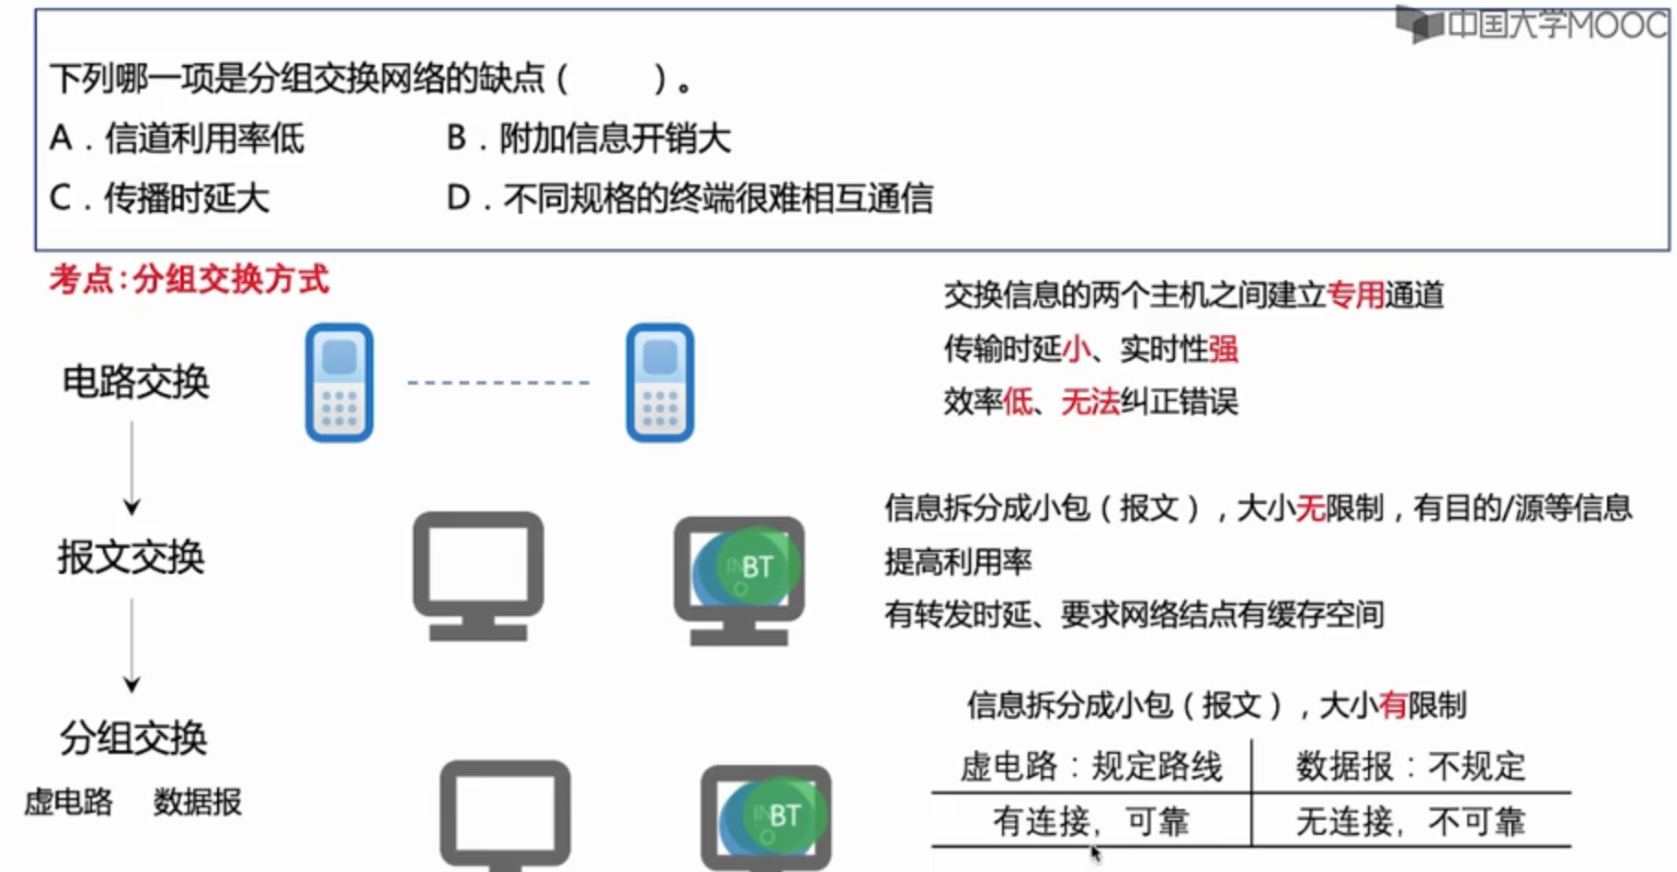 中国大学MOOC
下列哪一项是分组交换网络的缺点（　　）。
A．信道利用率低　　B．附加信息开销大
C．传播时延大　　D．不同规格的终端很难相互通信
考点：分组交换方式
电路交换
交换信息的两个主机之间建立专用通道
传输时延小、实时性强
效率低、无法纠正错误
报文交换
BT
INO
信息拆分成小包（报文），大小无限制，有目的/源等信息
提高利用率
有转发时延、要求网络结点有缓存空间
分组交换
虚电路　数据报
BT
INO
信息拆分成小包（报文），大小有限制
虚电路：规定路线　数据报：不规定
有连接，可靠　无连接，不可靠